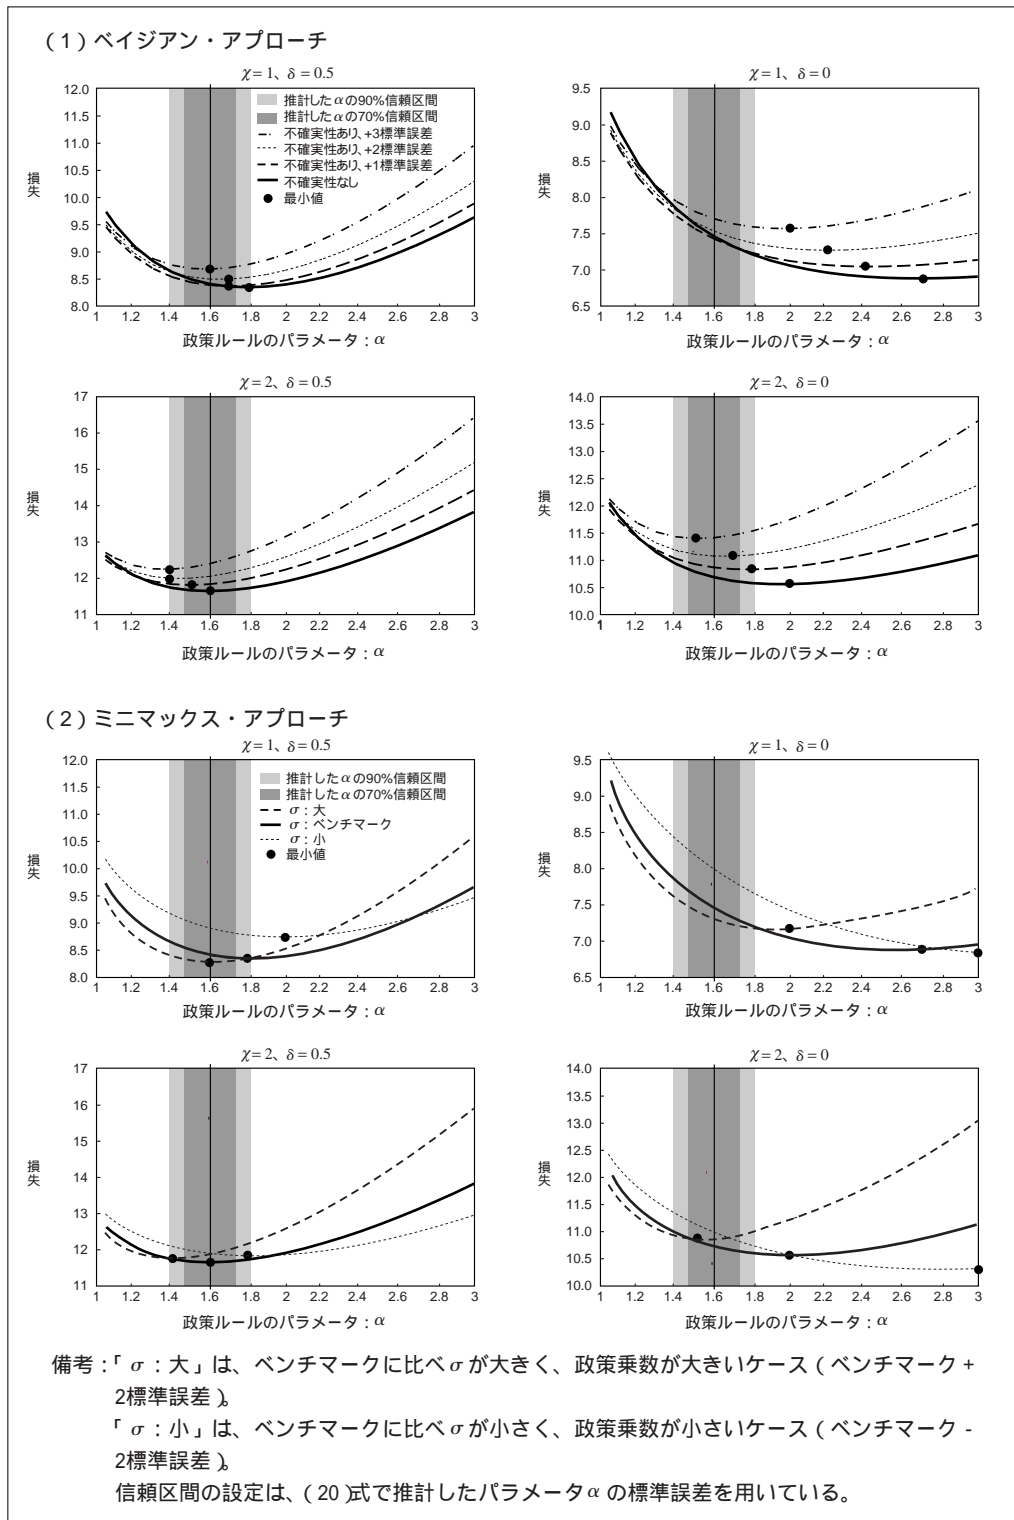 (1)ベイジアン・アプローチ
χ=1、δ=0.5
12.0
11.5
11.0
10.5
10.0
9.5
9.0
8.5
8.0
損失
推計したαの90%信頼区間
推計したαの70%信頼区間
不確実性あり、+3標準誤差
不確実性あり、+2標準誤差
不確実性あり、+1標準誤差
不確実性なし
最小値
1 1.2 1.4 1.6 1.8 2 2.2 2.4 2.6 2.8 3
政策ルールのパラメータ:α
χ=1、δ=0
9.5
9.0
8.5
8.0
7.5
7.0
6.5
損失
1 1.2 1.4 1.6 1.8 2 2.2 2.4 2.6 2.8 3
政策ルールのパラメータ:α
χ=2、δ=0.5
17
16
15
14
13
12
11
損失
1 1.2 1.4 1.6 1.8 2 2.2 2.4 2.6 2.8 3
政策ルールのパラメータ:α
χ=2、δ=0
14.0
13.5
13.0
12.5
12.0
11.5
11.0
10.5
10.0
損失
1 1.2 1.4 1.6 1.8 2 2.2 2.4 2.6 2.8 3
政策ルールのパラメータ:α
(2)ミニマックス・アプローチ
χ=1、δ=0.5
12.0
11.5
11.0
10.5
10.0
9.5
9.0
8.5
8.0
損失
推計したαの90%信頼区間
推計したαの70%信頼区間
σ:大
σ:ベンチマーク
σ:小
最小値
1 1.2 1.4 1.6 1.8 2 2.2 2.4 2.6 2.8 3
政策ルールのパラメータ:α
χ=1、δ=0
9.5
9.0
8.5
8.0
7.5
7.0
6.5
損失
1 1.2 1.4 1.6 1.8 2 2.2 2.4 2.6 2.8 3
政策ルールのパラメータ:α
χ=2、δ=0.5
17
16
15
14
13
12
11
損失
1 1.2 1.4 1.6 1.8 2 2.2 2.4 2.6 2.8 3
政策ルールのパラメータ:α
χ=2、δ=0
14.0
13.5
13.0
12.5
12.0
11.5
11.0
10.5
10.0
損失
1 1.2 1.4 1.6 1.8 2 2.2 2.4 2.6 2.8 3
政策ルールのパラメータ:α
備考:「σ:大」は、ベンチマークに比べσが大きく、政策乗数が大きいケース(ベンチマーク+
2標準誤差)。
「σ:小」は、ベンチマークに比べσが小さく、政策乗数が小さいケース(ベンチマーク-
2標準誤差)。
信頼区間の設定は、(20)式で推計したパラメータαの標準誤差を用いている。